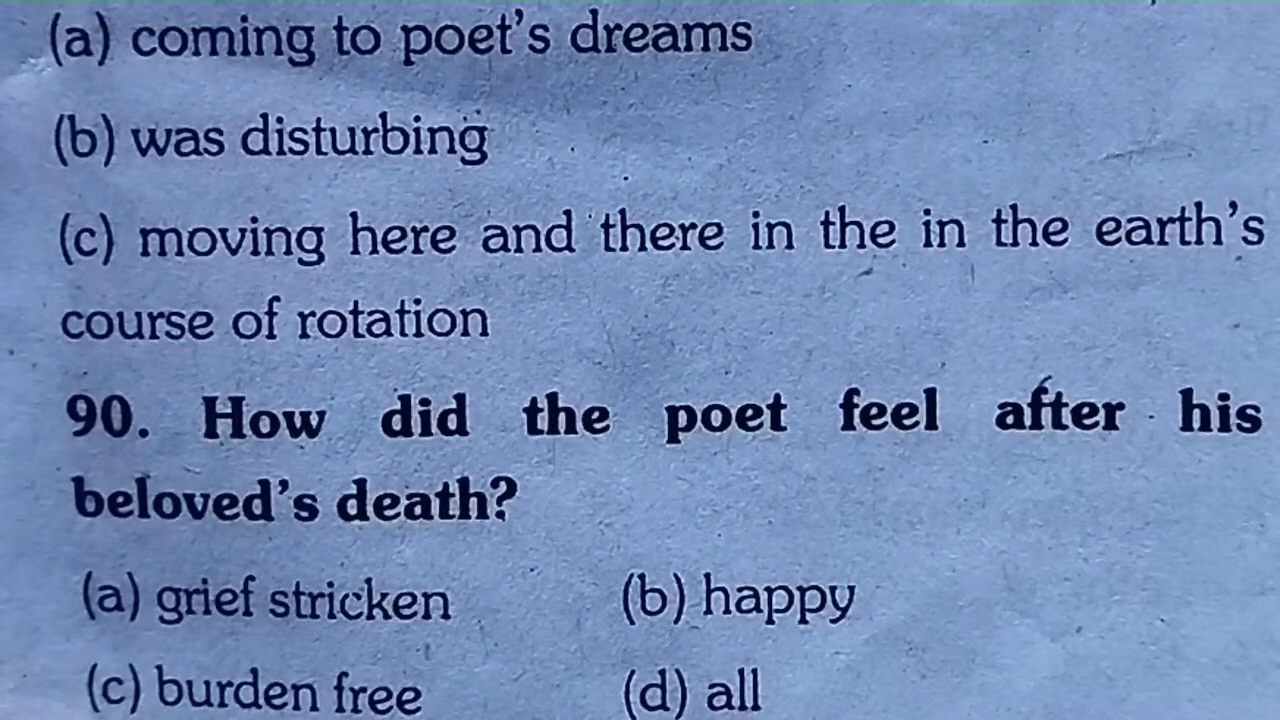 (a) coming to poet's dreams
(b) was disturbing
(c) moving here and there in the in the earth's
course of rotation
90. How did the poet feel after his
beloved's death?
(a) grief stricken (b) happy
(c) burden free (d) all